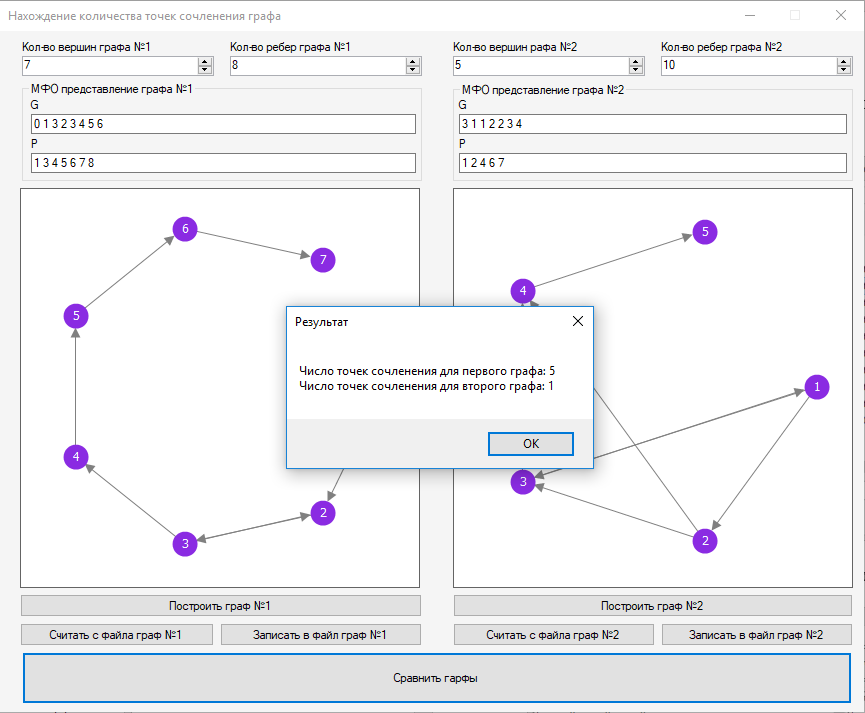 Нахождение количества точек сочленения графа
Кол-во вершин графа №1
Кол-во ребер графа №1
Кол-во вершин рафа №2
Кол-во ребер графа №2
7
8
5
10
МФО представление графа №1
МФО представление графа №2
G
G
0 1 3 2 3 4 5 6
3 1 1 2 2 3 4
P
P
1 3 4 5 6 7 8
1 2 4 6 7
6
7
5
4
3
2
5
4
1
3
2
Результат
Число точек сочленения для первого графа: 5
Число точек сочленения для второго графа: 1
OK
Построить граф №1
Построить граф №2
Считать с файла граф №1
Записать в файл граф №1
Считать с файла граф №2
Записать в файл граф №2
Сравнить гарфы